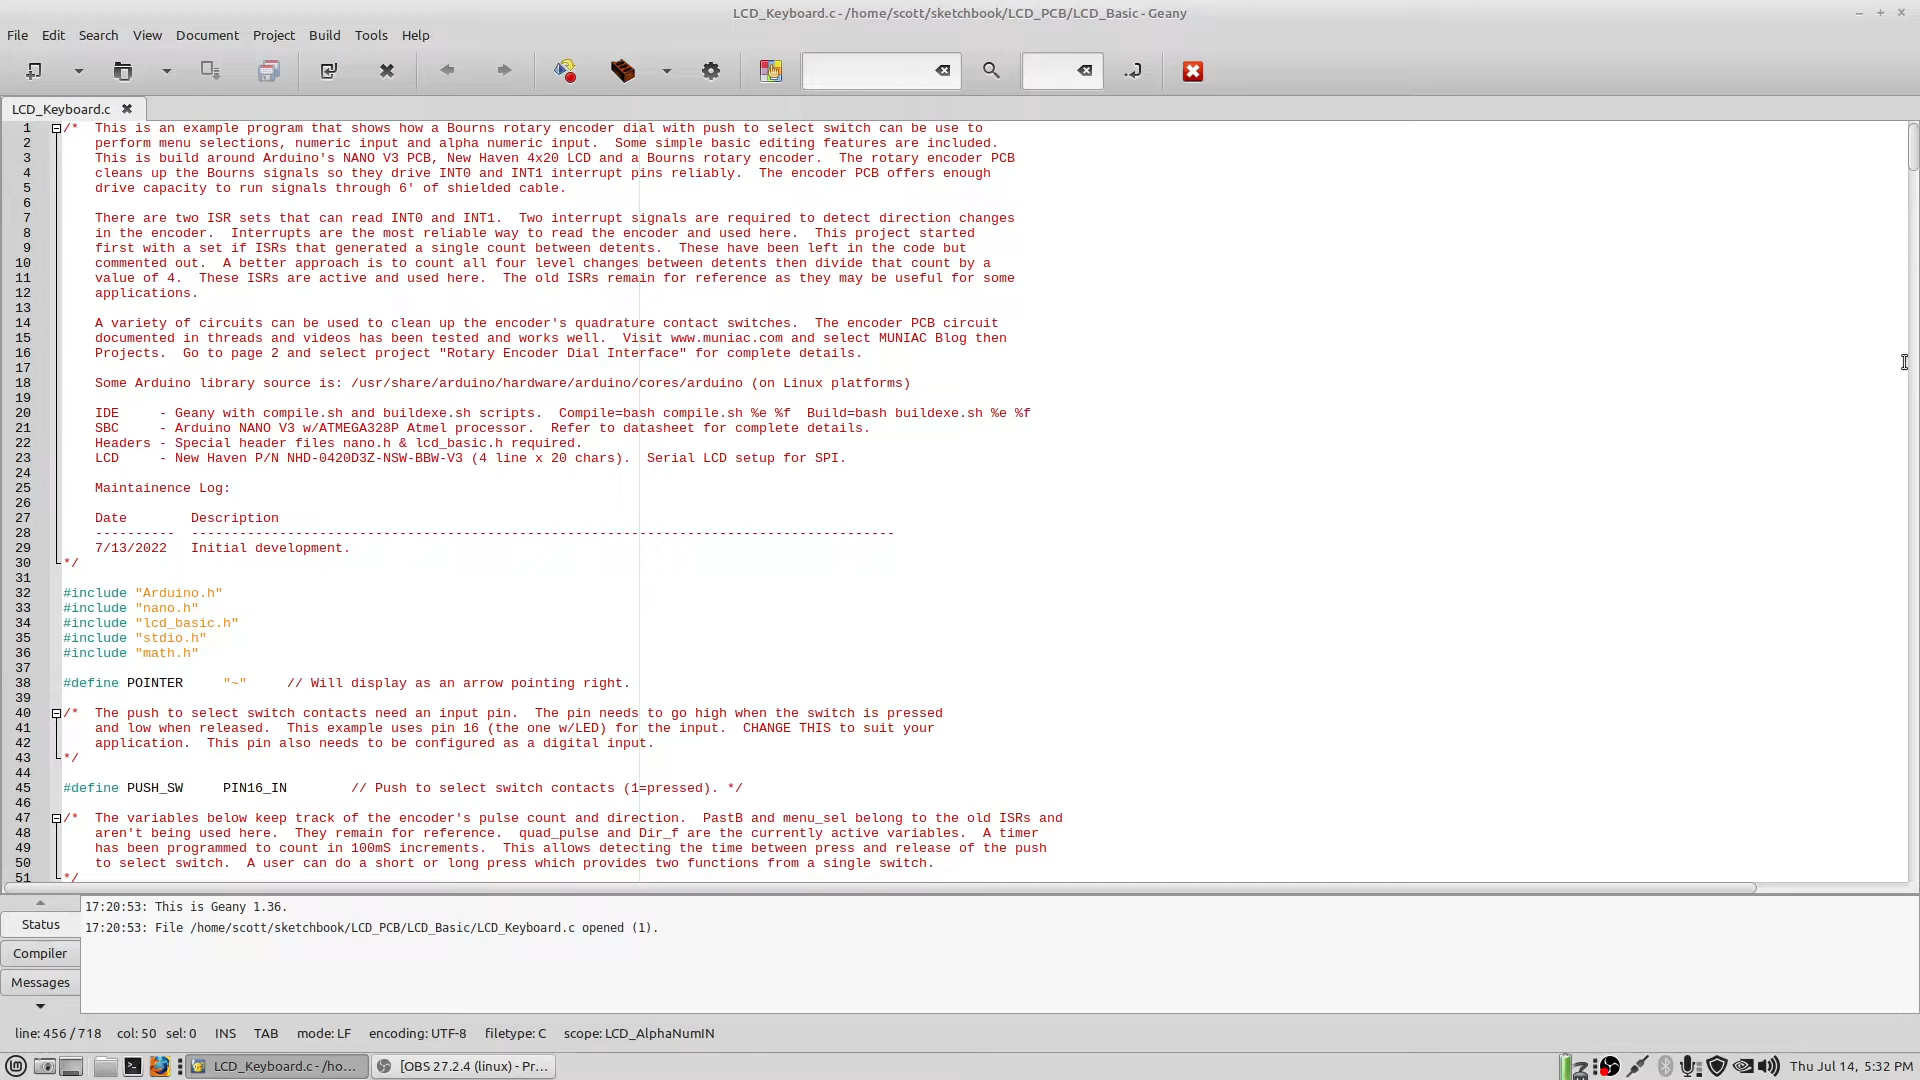 LCD_Keyboard.c - /home/scott/sketchbook/LCD_PCB/LCD_Basic - Geany
File Edit Search View Document Project Build Tools Help
LCD_Keyboard.c
1 /* This is an example program that shows how a Bourns rotary encoder dial with push to select switch can be use to
2 perform menu selections, numeric input and alpha numeric input. Some simple basic editing features are included.
3 This is build around Arduino's NANO V3 PCB, New Haven 4x20 LCD and a Bourns rotary encoder. The rotary encoder PCB
4 cleans up the Bourns signals so they drive INT0 and INT1 interrupt pins reliably. The encoder PCB offers enough
5 drive capacity to run signals through 6' of shielded cable.
6
7 There are two ISR sets that can read INT0 and INT1. Two interrupt signals are required to detect direction changes
8 in the encoder. Interrupts are the most reliable way to read the encoder and used here. This project started
9 first with a set if ISRs that generated a single count between detents. These have been left in the code but
10 commented out. A better approach is to count all four level changes between detents then divide that count by a
11 value of 4. These ISRs are active and used here. The old ISRs remain for reference as they may be useful for some
12 applications.
13
14 A variety of circuits can be used to clean up the encoder's quadrature contact switches. The encoder PCB circuit
15 documented in threads and videos has been tested and works well. Visit www.muniac.com and select MUNIAC Blog then
16 Projects. Go to page 2 and select project "Rotary Encoder Dial Interface" for complete details.
17
18 Some Arduino library source is: /usr/share/arduino/hardware/arduino/cores/arduino (on Linux platforms)
19
20 IDE - Geany with compile.sh and buildexe.sh scripts. Compile=bash compile.sh %e %f Build=bash buildexe.sh %e %f
21 SBC - Arduino NANO V3 w/ATMEGA328P Atmel processor. Refer to datasheet for complete details.
22 Headers - Special header files nano.h & lcd_basic.h required.
23 LCD - New Haven P/N NHD-0420D3Z-NSW-BBW-V3 (4 line x 20 chars). Serial LCD setup for SPI.
24
25 Maintainence Log:
26
27 Date Description
28 ---------- ----------------------------------------------------------------------------------------
29 7/13/2022 Initial development.
30 */
31
32 #include "Arduino.h"
33 #include "nano.h"
34 #include "lcd_basic.h"
35 #include "stdio.h"
36 #include "math.h"
37
38 #define POINTER "~" // Will display as an arrow pointing right.
39
40 /* The push to select switch contacts need an input pin. The pin needs to go high when the switch is pressed
41 and low when released. This example uses pin 16 (the one w/LED) for the input. CHANGE THIS to suit your
42 application. This pin also needs to be configured as a digital input.
43 */
44
45 #define PUSH_SW PIN16_IN // Push to select switch contacts (1=pressed). */
46
47 /* The variables below keep track of the encoder's pulse count and direction. PastB and menu_sel belong to the old ISRs and
48 aren't being used here. They remain for reference. quad_pulse and Dir_f are the currently active variables. A timer
49 has been programmed to count in 100mS increments. This allows detecting the time between press and release of the push
50 to select switch. A user can do a short or long press which provides two functions from a single switch.
51 */
Status
Compiler
Messages
17:20:53: This is Geany 1.36.
17:20:53: File /home/scott/sketchbook/LCD_PCB/LCD_Basic/LCD_Keyboard.c opened (1).
line: 456 / 718 col: 50 sel: 0 INS TAB mode: LF encoding: UTF-8 filetype: C scope: LCD_AlphaNumIN
LCD_Keyboard.c - /ho... [OBS 27.2.4 (linux) - Pr... Thu Jul 14, 5:32 PM